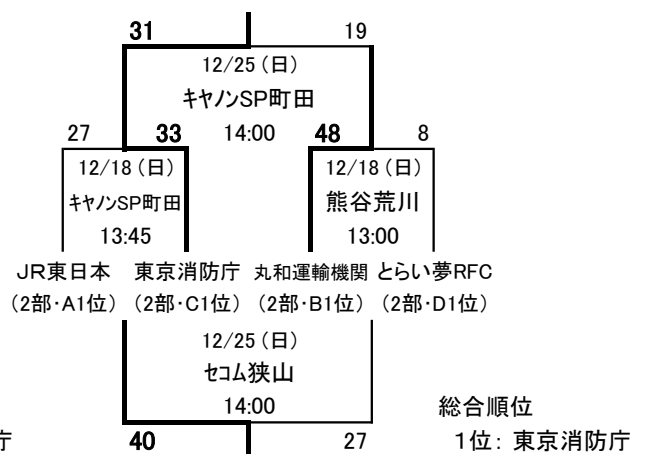 31 19
12/25（日）
キヤノンSP町田
27 33 14:00 48 8
12/18（日） 12/18（日）
キヤノンSP町田 熊谷荒川
13:45 13:00
JR東日本 東京消防庁 丸和運輸機関 とらい夢RFC
（2部・A1位） （2部・C1位） （2部・B1位） （2部・D1位）
12/25（日）
セコム狭山
14:00 総合順位
庁 40 27 1位：東京消防庁